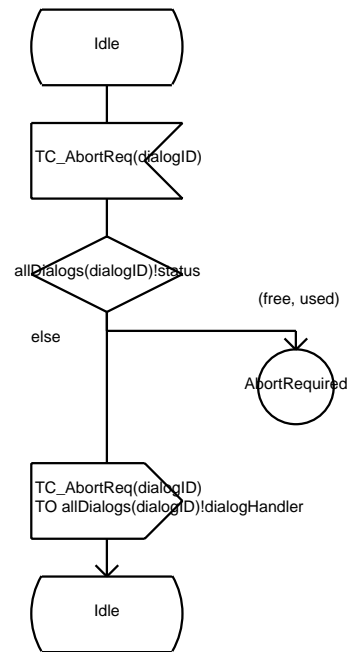 Idle
TC_AbortReq(dialogID)
allDialogs(dialogID)!status
(free, used)
else
AbortRequired
TC_AbortReq(dialogID)
TO allDialogs(dialogID)!dialogHandler
Idle